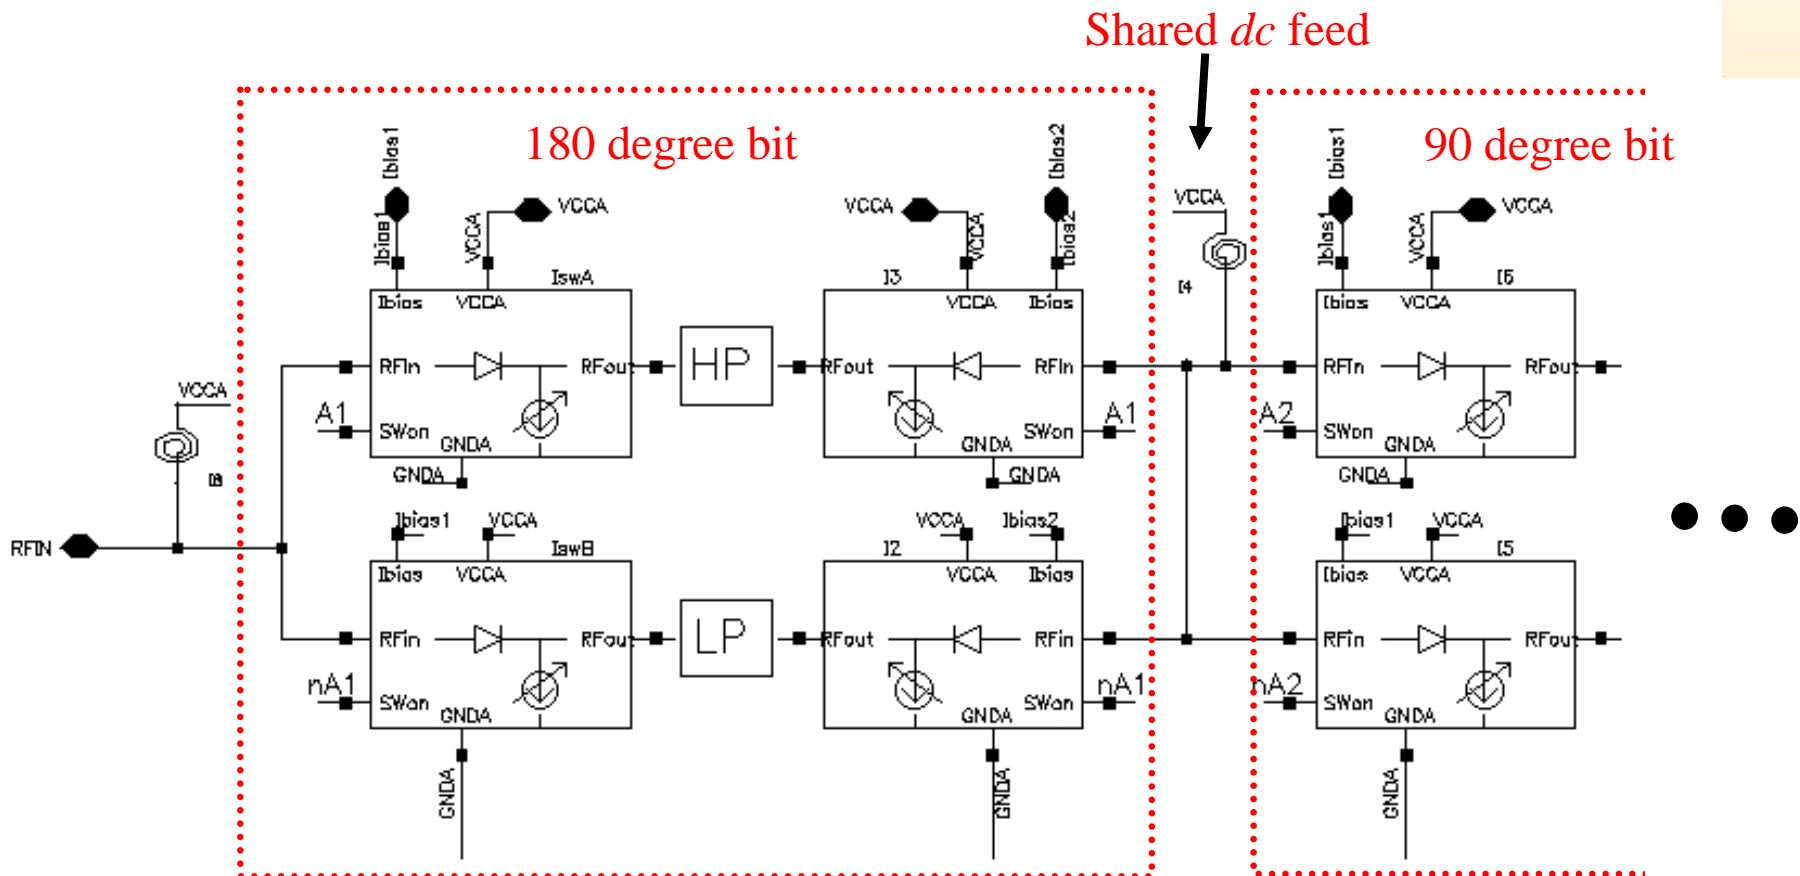 Shared dc feed
180 degree bit
90 degree bit
Ibias1
Ibias2
Ibias1
VCCA
VCCA
VCCA
VCCA
Ibias1
VCCA
VCCA
Ibias2
Ibias1
VCCA
IswA
I3
I4
I6
Ibias VCCA
VCCA Ibias
Ibias VCCA
RFin RFout
HP
RFout RFin
RFin RFout
VCCA
A1
SWon
GNDA
GNDA
SWon
A1
A2
SWon
GNDA
GNDA
GNDA
GNDA
Ibias1 VCCA
VCCA Ibias2
Ibias1 VCCA
RFIN
IswB
I2
I5
Ibias VCCA
VCCA Ibias
Ibias VCCA
RFin RFout
LP
RFout RFin
RFin RFout
nA1
SWon
GNDA
GNDA
SWon
nA1
nA2
SWon
GNDA
GNDA
GNDA
GNDA